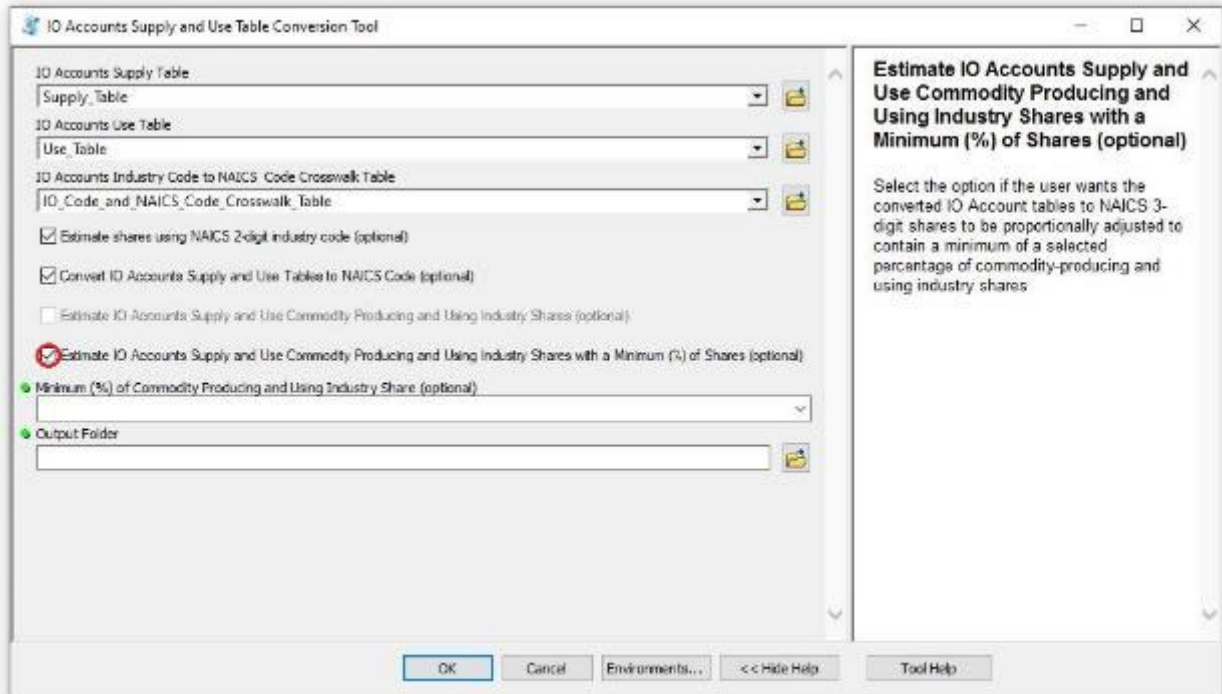 IO Accounts Supply and Use Table Conversion Tool
IO Accounts Supply Table
Supply_Table
IO Accounts Use Table
Use_Table
IO Accounts Industry Code to NAICS Code Crosswalk Table
IO_Code_and_NAICS_Code_Crosswalk_Table
Estimate shares using NAICS 2-digit industry code (optional)
Convert IO Accounts Supply and Use Tables to NAICS Code (optional)
Estimate IO Accounts Supply and Use Commodity Producing and Using Industry Shares (optional)
Estimate IO Accounts Supply and Use Commodity Producing and Using Industry Shares with a Minimum (%) of Shares (optional)
Minimum (%) of Commodity Producing and Using Industry Share (optional)
Output Folder
OK
Cancel
Environments...
<< Hide Help
Estimate IO Accounts Supply and
Use Commodity Producing and
Using Industry Shares with a
Minimum (%) of Shares (optional)
Select the option if the user wants the
converted IO Account tables to NAICS 3-
digit shares to be proportionally adjusted to
contain a minimum of a selected
percentage of commodity-producing and
using industry shares
Tool Help